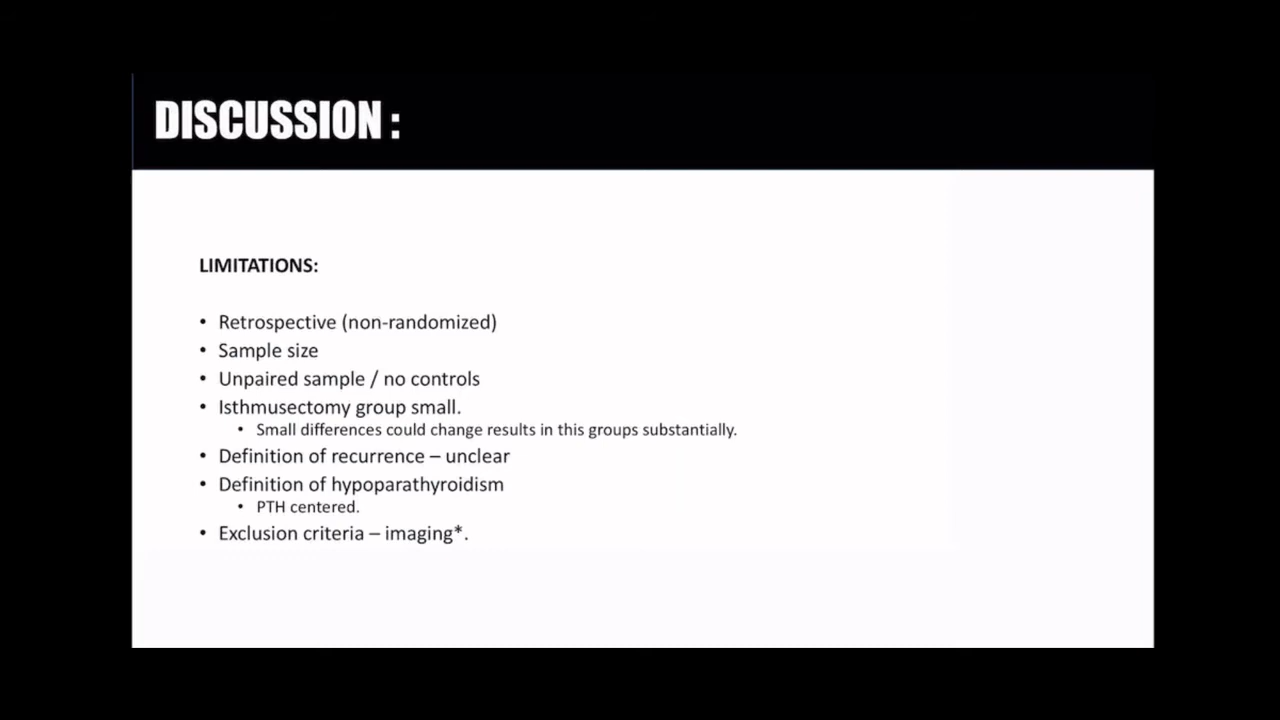 DISCUSSION :
LIMITATIONS:
• Retrospective (non-randomized)
• Sample size
• Unpaired sample / no controls
• Isthmusectomy group small.
• Small differences could change results in this groups substantially.
• Definition of recurrence – unclear
• Definition of hypoparathyroidism
• PTH centered.
• Exclusion criteria – imaging*.